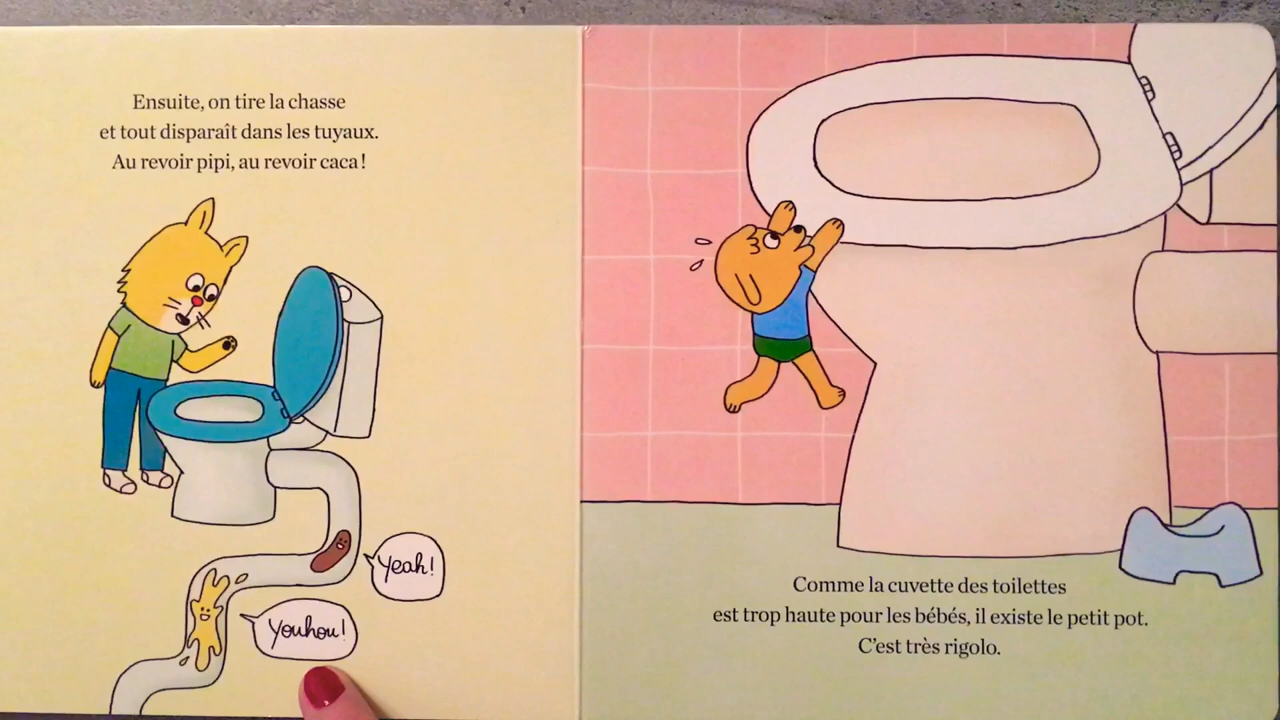 Ensuite, on tire la chasse
et tout disparaît dans les tuyaux.
Au revoir pipi, au revoir caca !
Yeah!
Youhou!
Comme la cuvette des toilettes
est trop haute pour les bébés, il existe le petit pot.
C'est très rigolo.